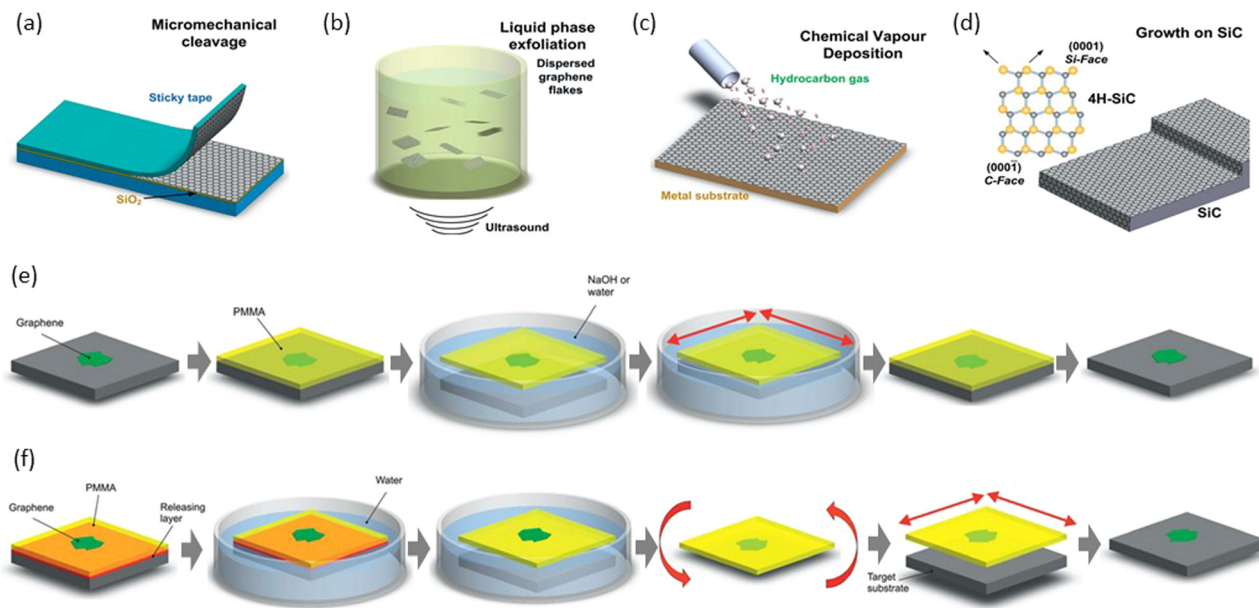 (a)
Micromechanical
cleavage
Sticky tape
SiO₂
(b)
Liquid phase
exfoliation
Dispersed
graphene
flakes
Ultrasound
(c)
Chemical Vapour
Deposition
Hydrocarbon gas
Metal substrate
(d)
Growth on SiC
(0001)
Si-Face
4H-SiC
(0001̄)
C-Face
SiC
(e)
Graphene
PMMA
NaOH or
water
(f)
PMMA
Graphene
Releasing
layer
Water
Target
substrate